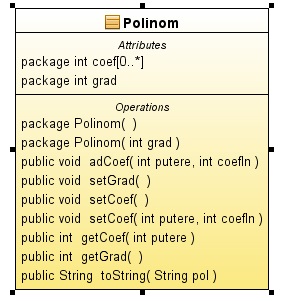 Polinom
Attributes
package int coef[0..*]
package int grad
Operations
package Polinom( )
package Polinom( int grad )
public void adCoef( int putere, int coefIn )
public void setGrad( )
public void setCoef( )
public void setCoef( int putere, int coefIn )
public int getCoef( int putere )
public int getGrad( )
public String toString( String pol )